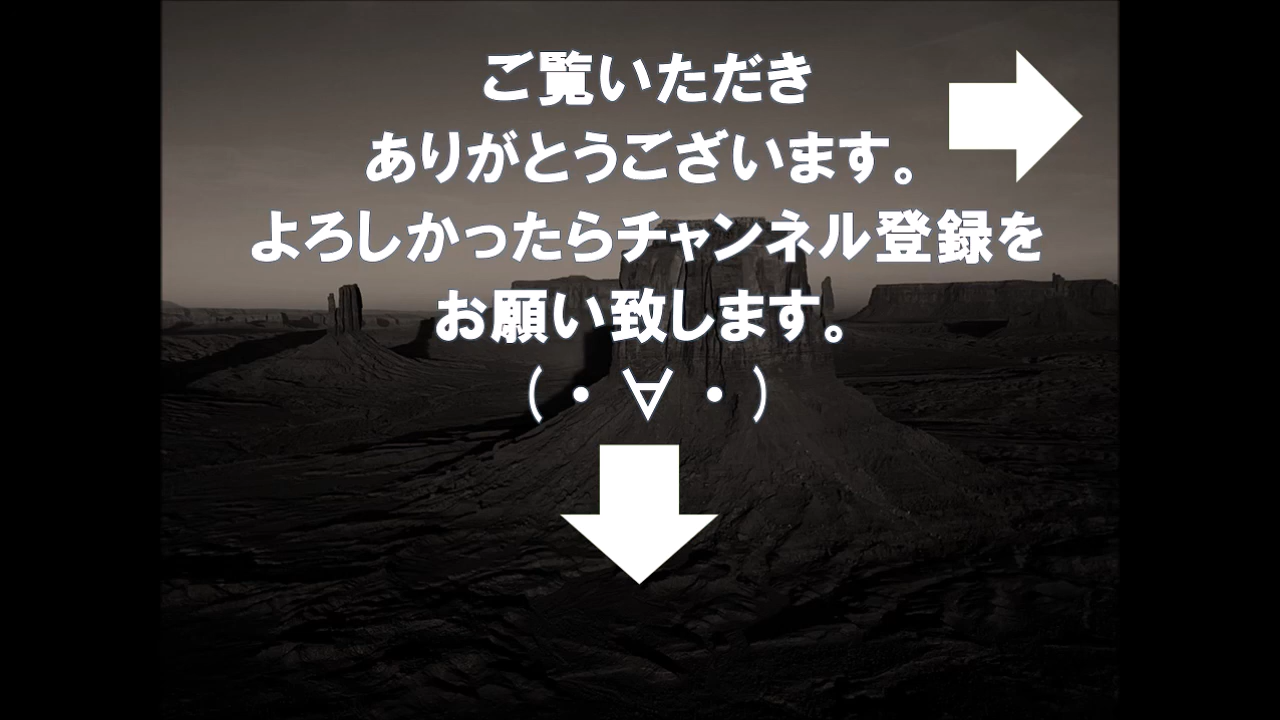 ご覧いただき
ありがとうございます。
よろしかったらチャンネル登録を
お願い致します。
(・∀・)